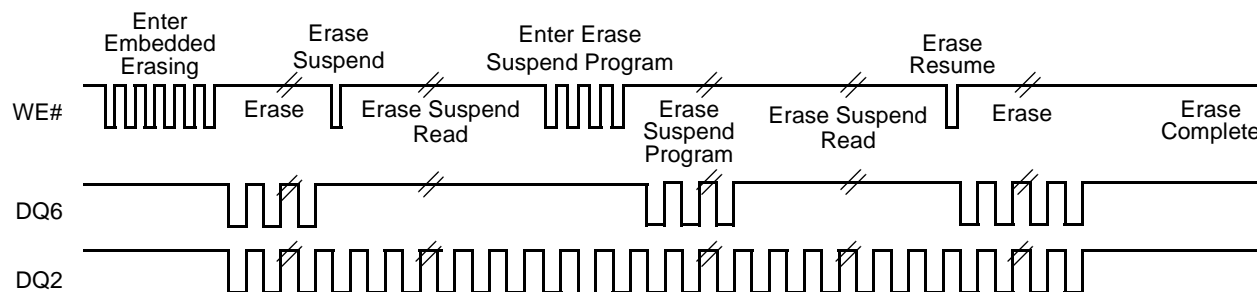 Enter
Embedded
Erasing
Erase
Suspend
Enter Erase
Suspend Program
Erase
Resume
WE#
Erase
Erase Suspend
Read
Erase
Suspend
Program
Erase Suspend
Read
Erase
Erase
Complete
DQ6
DQ2